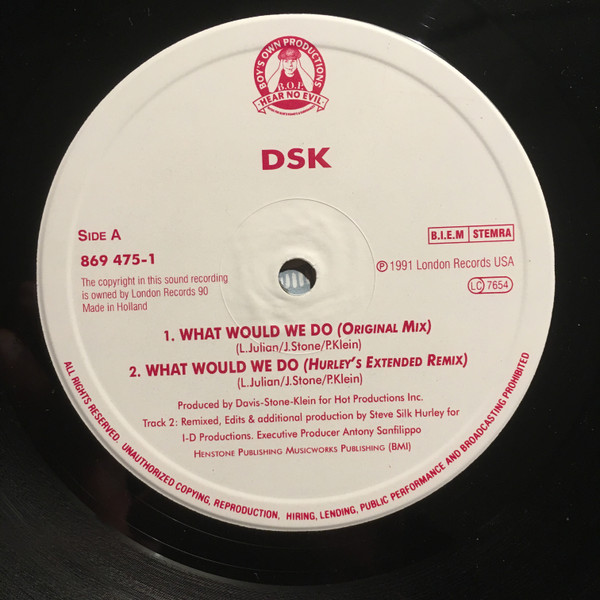 BOY'S OWN PRODUCTIONS
B.O.P.
·HEAR NO EVIL·
DSK
SIDE A
869 475-1
B.I.E.M STEMRA
The copyright in this sound recording
is owned by London Records 90
Made in Holland
℗ 1991 London Records USA
LC 7654
1. WHAT WOULD WE DO (ORIGINAL MIX)
(L.Julian/J.Stone/P.Klein)
2. WHAT WOULD WE DO (HURLEY'S EXTENDED REMIX)
(L.Julian/J.Stone/P.Klein)
Produced by Davis-Stone-Klein for Hot Productions Inc.
Track 2: Remixed, Edits & additional production by Steve Silk Hurley for
I-D Productions. Executive Producer Antony Sanfilippo
HENSTONE PUBLISHING MUSICWORKS PUBLISHING (BMI)
ALL RIGHTS RESERVED. UNAUTHORIZED COPYING, REPRODUCTION, HIRING, LENDING, PUBLIC PERFORMANCE AND BROADCASTING PROHIBITED